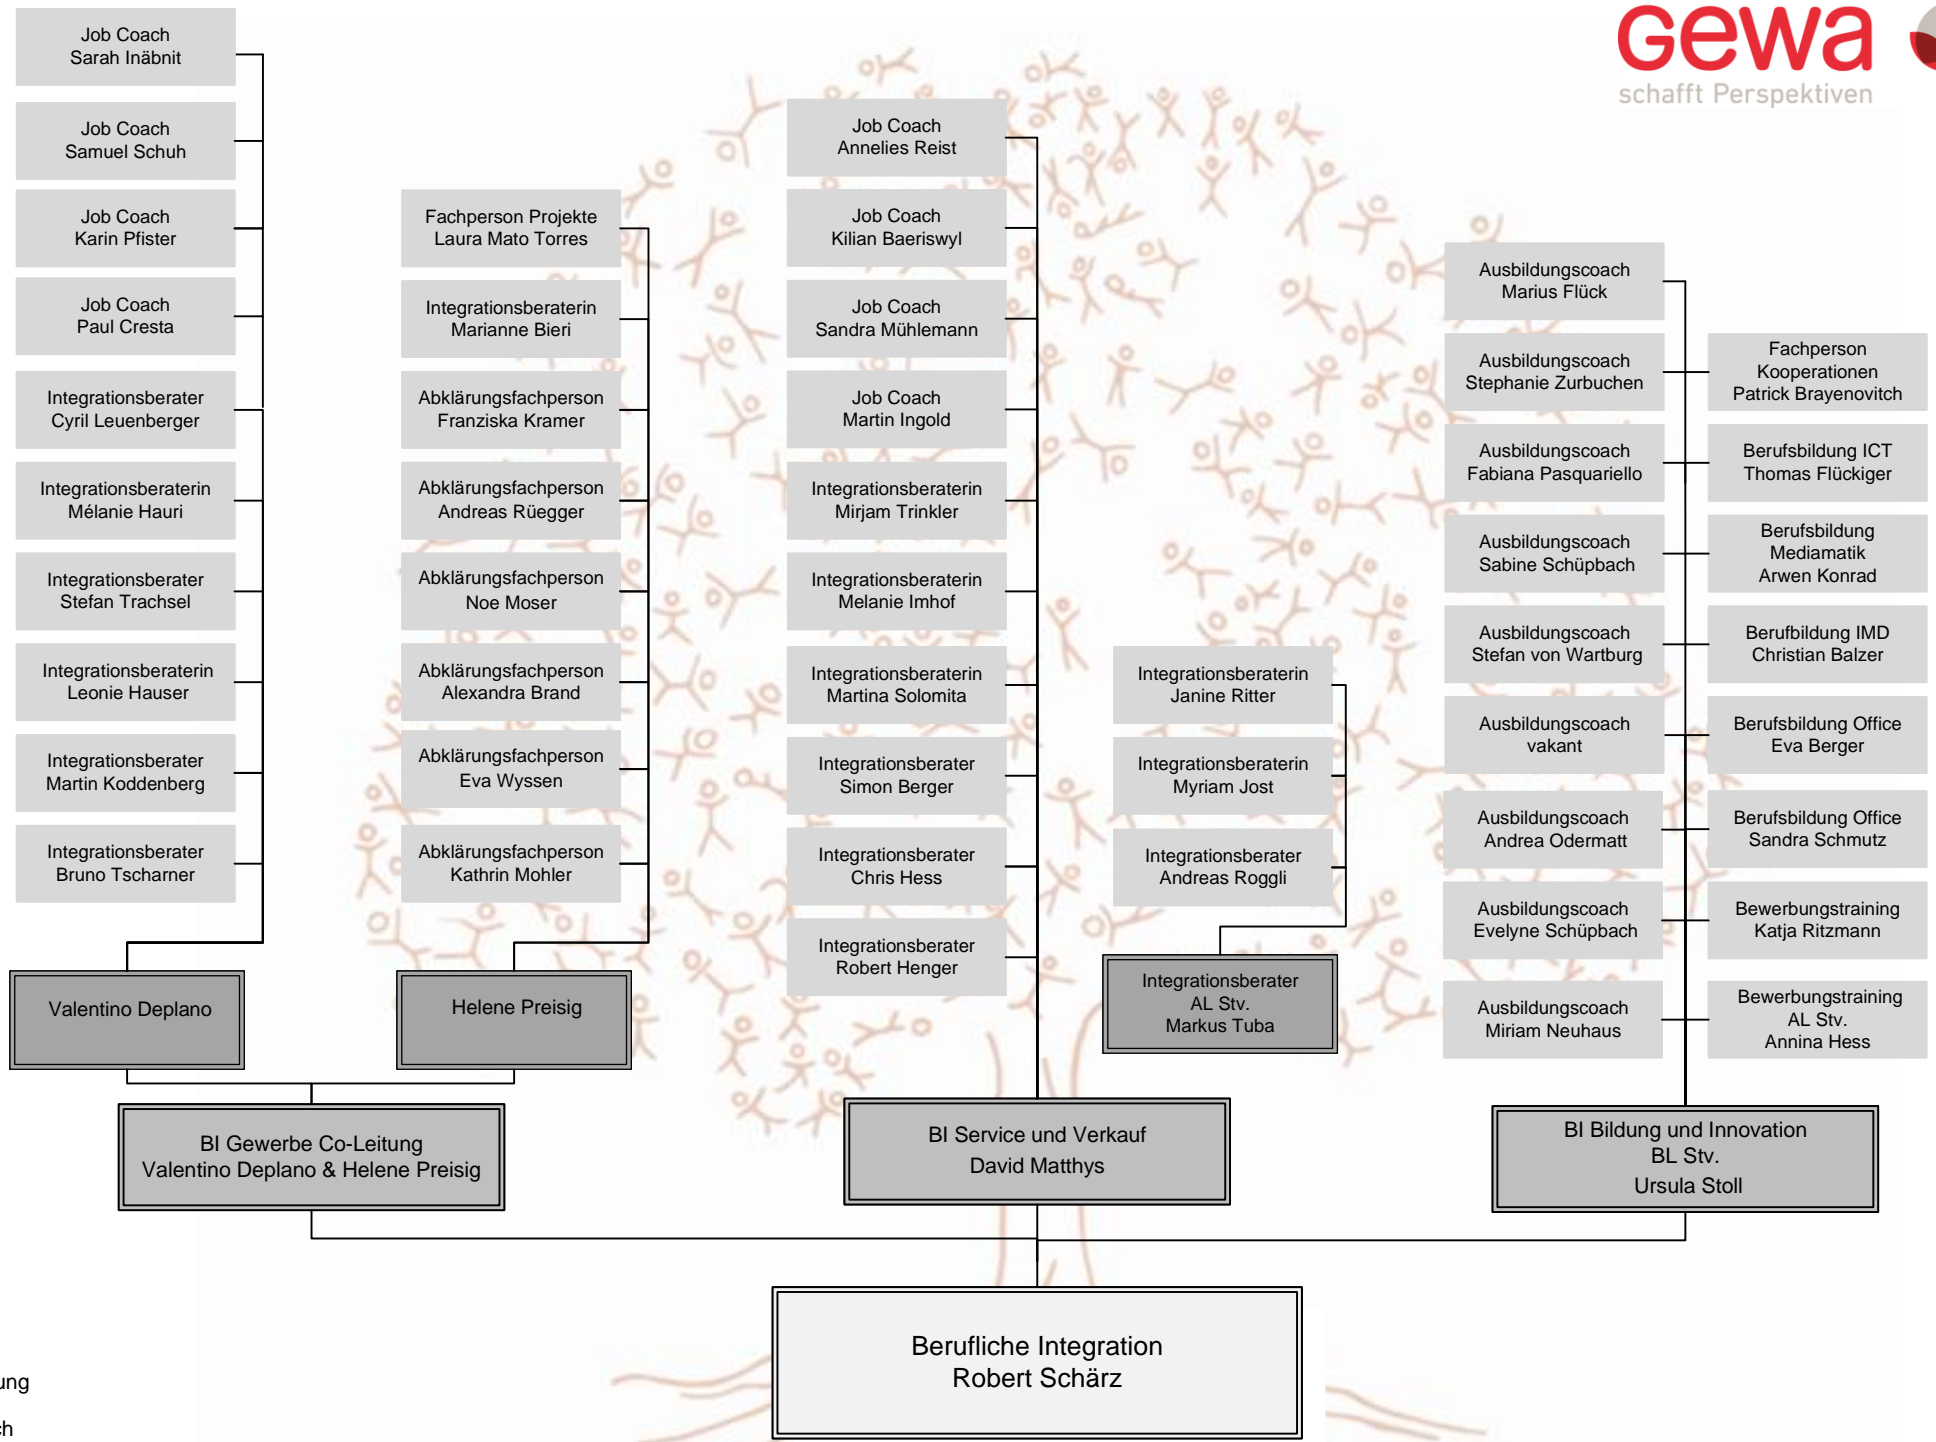 Gewa
schafft Perspektiven
Job Coach
Sarah Inäbnit
Job Coach
Samuel Schuh
Job Coach
Karin Pfister
Job Coach
Paul Cresta
Integrationsberater
Cyril Leuenberger
Integrationsberaterin
Mélanie Hauri
Integrationsberater
Stefan Trachsel
Integrationsberaterin
Leonie Hauser
Integrationsberater
Martin Koddenberg
Integrationsberater
Bruno Tscharner
Valentino Deplano
Fachperson Projekte
Laura Mato Torres
Integrationsberaterin
Marianne Bieri
Abklärungsfachperson
Franziska Kramer
Abklärungsfachperson
Andreas Rüegger
Abklärungsfachperson
Noe Moser
Abklärungsfachperson
Alexandra Brand
Abklärungsfachperson
Eva Wyssen
Abklärungsfachperson
Kathrin Mohler
Helene Preisig
BI Gewerbe Co-Leitung
Valentino Deplano & Helene Preisig
Job Coach
Annelies Reist
Job Coach
Kilian Baeriswyl
Job Coach
Sandra Mühlemann
Job Coach
Martin Ingold
Integrationsberaterin
Mirjam Trinkler
Integrationsberaterin
Melanie Imhof
Integrationsberaterin
Martina Solomita
Integrationsberater
Simon Berger
Integrationsberater
Chris Hess
Integrationsberater
Robert Henger
BI Service und Verkauf
David Matthys
Integrationsberaterin
Janine Ritter
Integrationsberaterin
Myriam Jost
Integrationsberater
Andreas Roggli
Integrationsberater
AL Stv.
Markus Tuba
Ausbildungscoach
Marius Flück
Ausbildungscoach
Stephanie Zurbuchen
Ausbildungscoach
Fabiana Pasquariello
Ausbildungscoach
Sabine Schüpbach
Ausbildungscoach
Stefan von Wartburg
Ausbildungscoach
vakant
Ausbildungscoach
Andrea Odermatt
Ausbildungscoach
Evelyne Schüpbach
Ausbildungscoach
Miriam Neuhaus
Fachperson
Kooperationen
Patrick Brayenovitch
Berufsbildung ICT
Thomas Flückiger
Berufsbildung
Mediamatik
Arwen Konrad
Berufbildung IMD
Christian Balzer
Berufsbildung Office
Eva Berger
Berufsbildung Office
Sandra Schmutz
Bewerbungstraining
Katja Ritzmann
Bewerbungstraining
AL Stv.
Annina Hess
BI Bildung und Innovation
BL Stv.
Ursula Stoll
Berufliche Integration
Robert Schärz
ung
ch